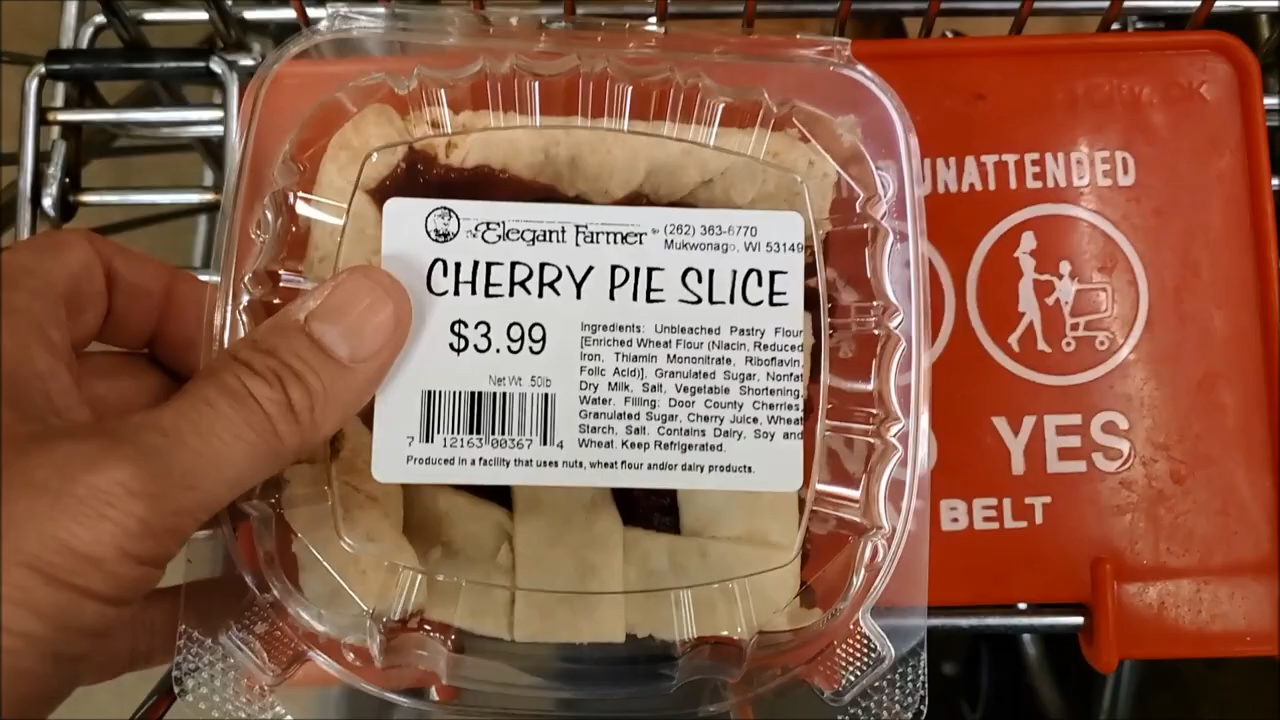 The Elegant Farmer ® (262) 363-6770
Mukwonago, WI 53149
CHERRY PIE SLICE
$3.99
Net Wt .50lb
7 12163 00367 4
Ingredients: Unbleached Pastry Flour
[Enriched Wheat Flour (Niacin, Reduced
Iron, Thiamin Mononitrate, Riboflavin,
Folic Acid)], Granulated Sugar, Nonfat
Dry Milk, Salt, Vegetable Shortening,
Water. Filling: Door County Cherries,
Granulated Sugar, Cherry Juice, Wheat
Starch, Salt. Contains Dairy, Soy and
Wheat. Keep Refrigerated.
Produced in a facility that uses nuts, wheat flour and/or dairy products.
UNATTENDED
YES
BELT